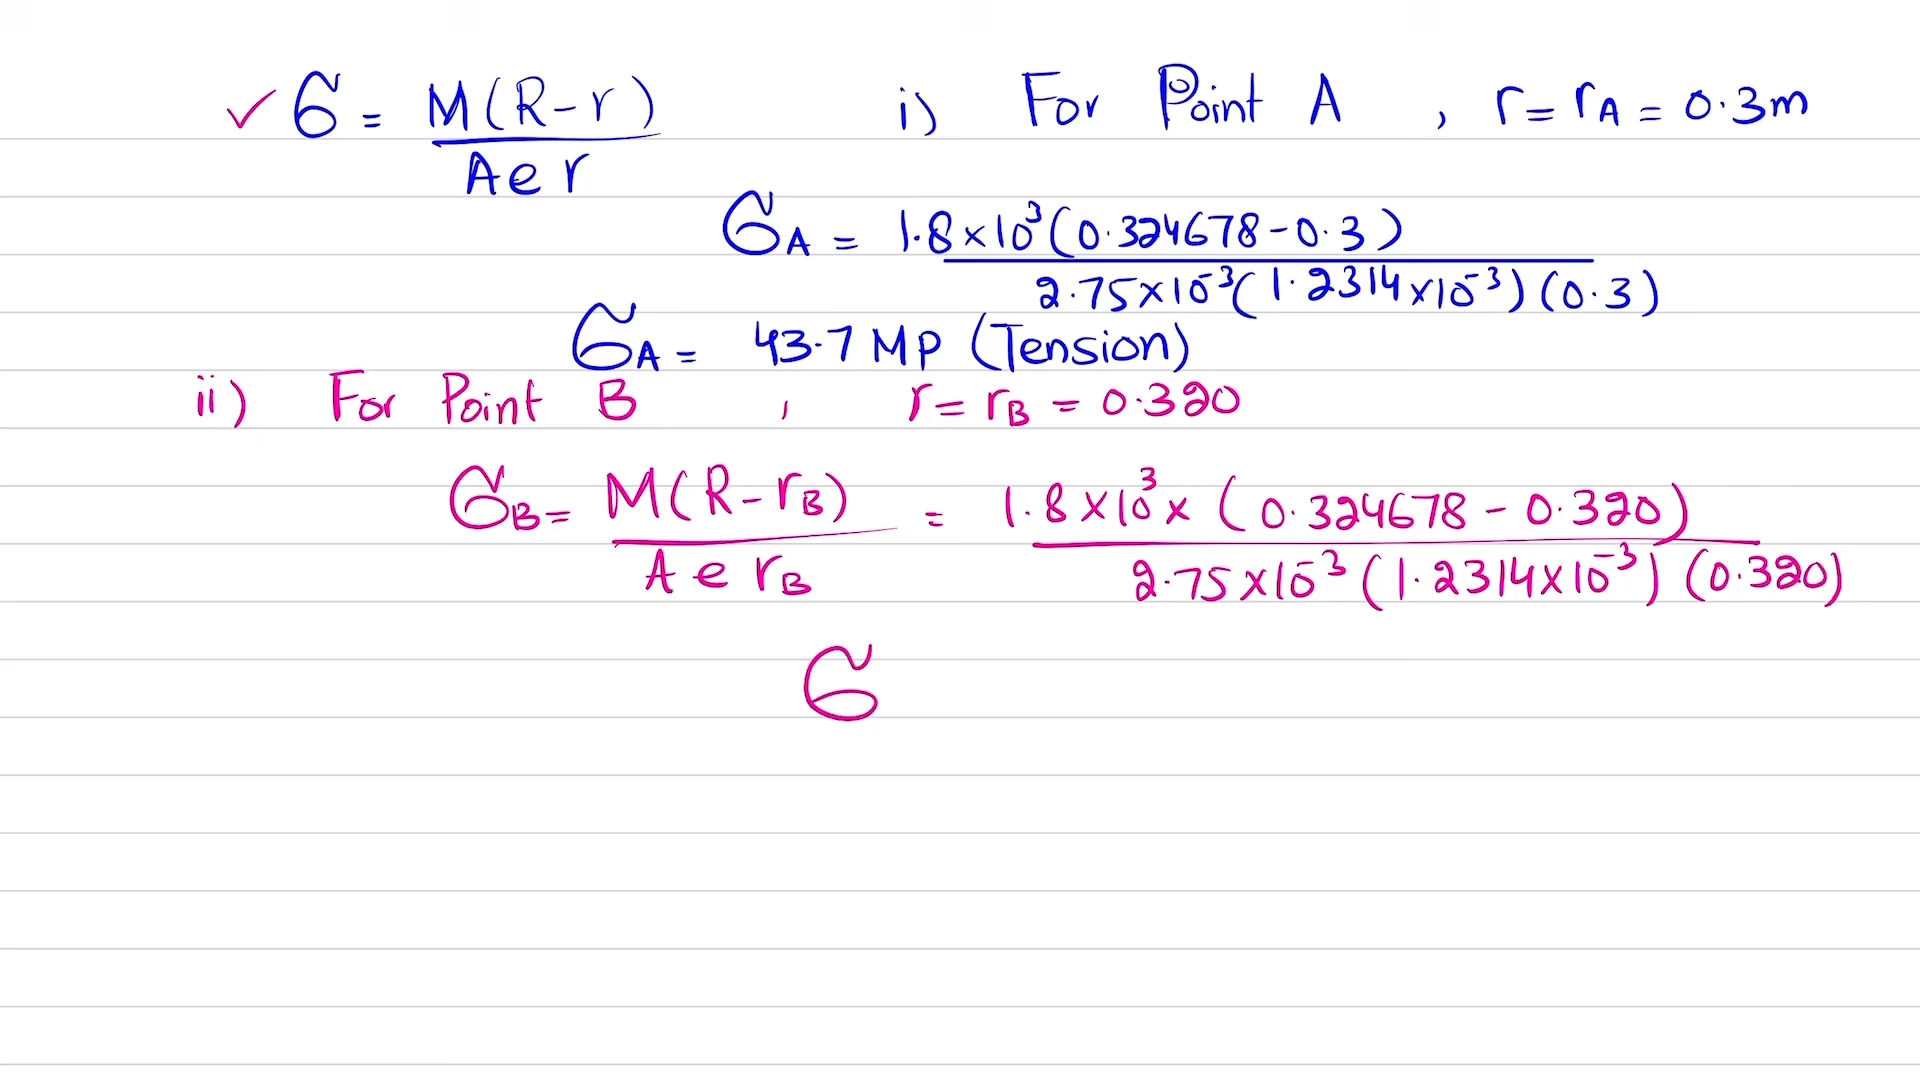 ✓ σ = M(R-r) / Aer i) For Point A , r = rA = 0.3m
σA = 1.8×10³(0.324678-0.3) / 2.75×10⁻³(1.2314×10⁻³)(0.3)
σA = 43.7 MP (Tension)
ii) For Point B , r = rB = 0.320
σB = M(R-rB) / AerB = 1.8×10³×(0.324678-0.320) / 2.75×10⁻³(1.2314×10⁻³)(0.320)
σ